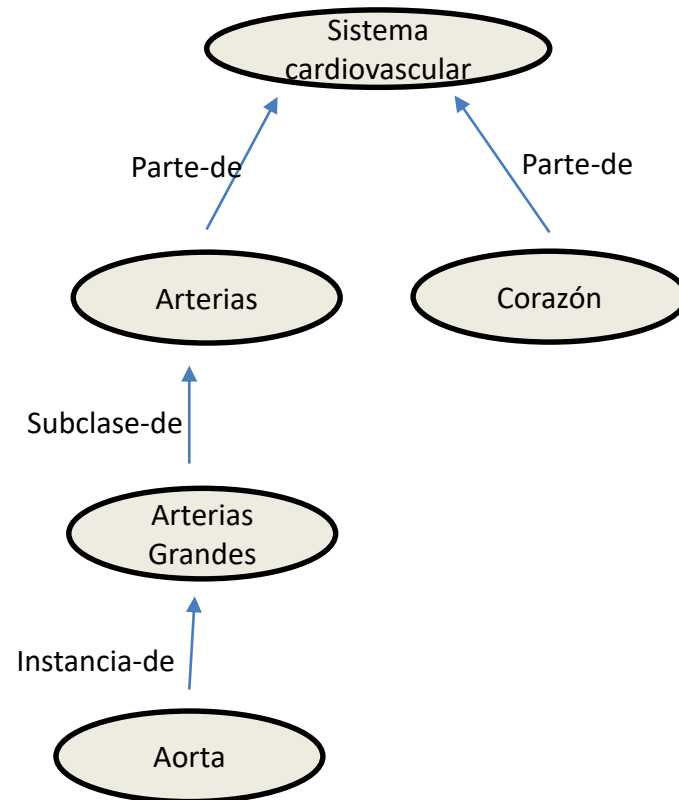 Sistema
cardiovascular
Parte-de
Parte-de
Arterias
Corazón
Subclase-de
Arterias
Grandes
Instancia-de
Aorta